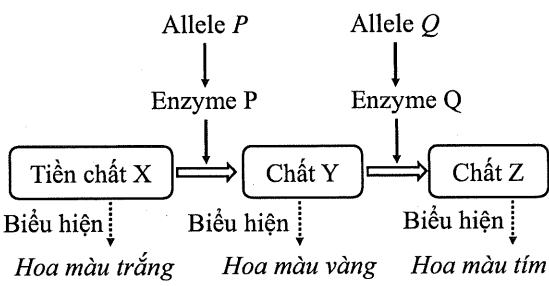 Allele P Allele Q
Enzyme P Enzyme Q
Tiền chất X Chất Y Chất Z
Biểu hiện Biểu hiện Biểu hiện
Hoa màu trắng Hoa màu vàng Hoa màu tím